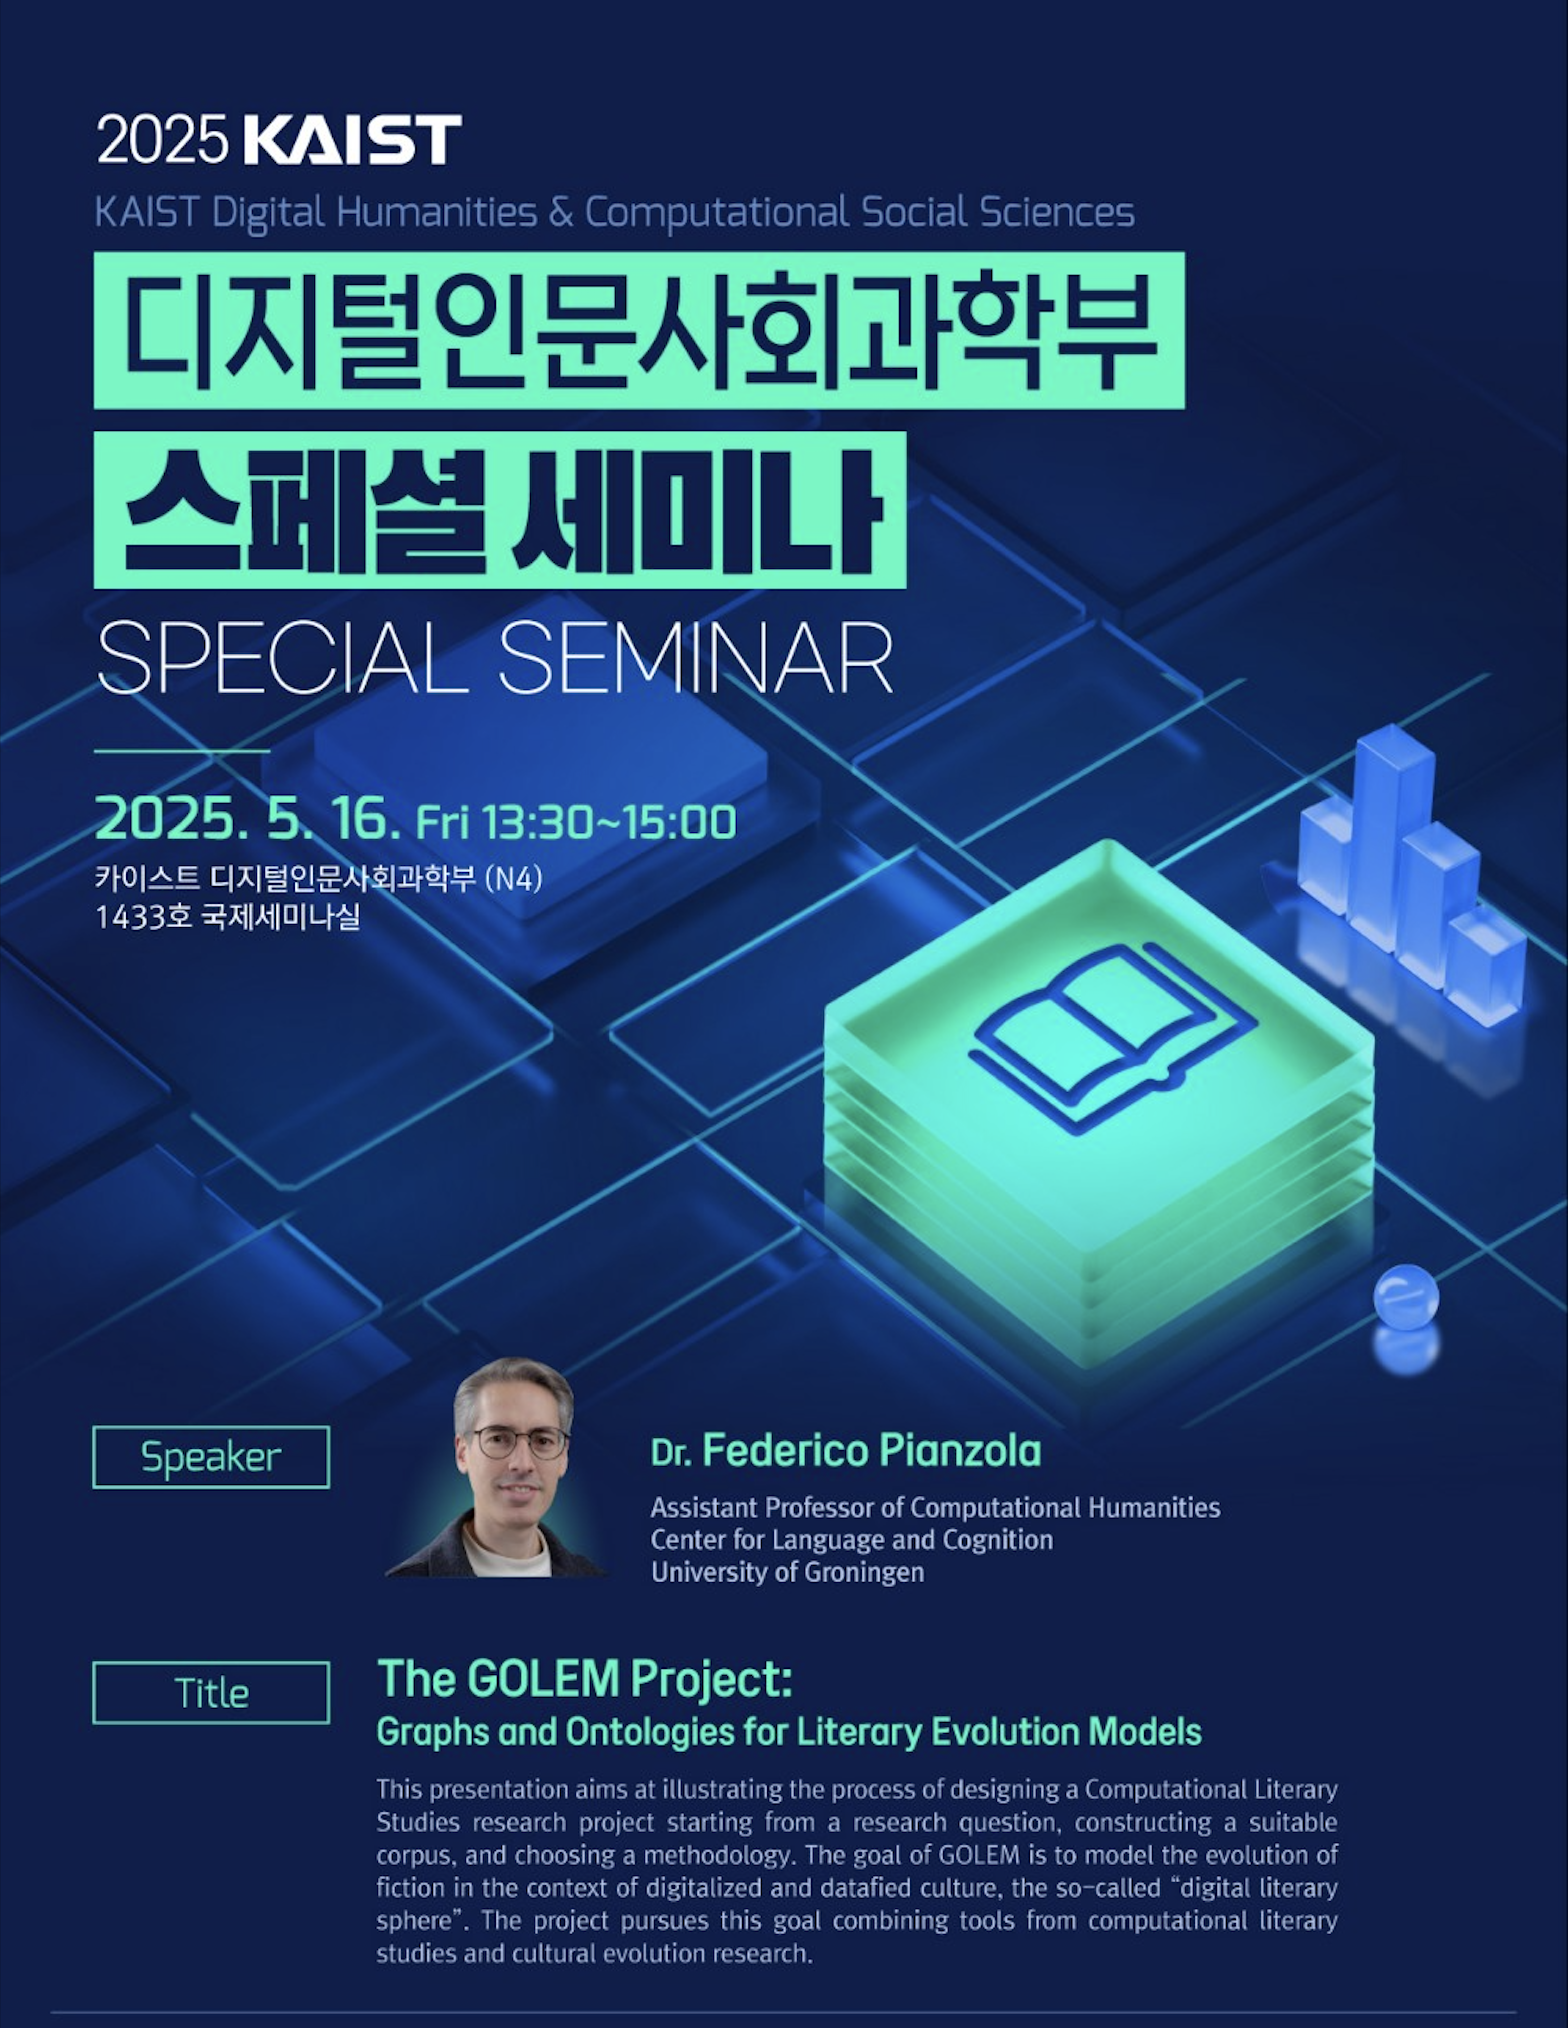 2025 KAIST
KAIST Digital Humanities & Computational Social Sciences
디지털인문사회과학부
스페셜 세미나
SPECIAL SEMINAR
2025. 5. 16. Fri 13:30~15:00
카이스트 디지털인문사회과학부 (N4)
1433호 국제세미나실
Speaker
Dr. Federico Pianzola
Assistant Professor of Computational Humanities
Center for Language and Cognition
University of Groningen
Title
The GOLEM Project:
Graphs and Ontologies for Literary Evolution Models
This presentation aims at illustrating the process of designing a Computational Literary
Studies research project starting from a research question, constructing a suitable
corpus, and choosing a methodology. The goal of GOLEM is to model the evolution of
fiction in the context of digitalized and datafied culture, the so-called “digital literary
sphere”. The project pursues this goal combining tools from computational literary
studies and cultural evolution research.